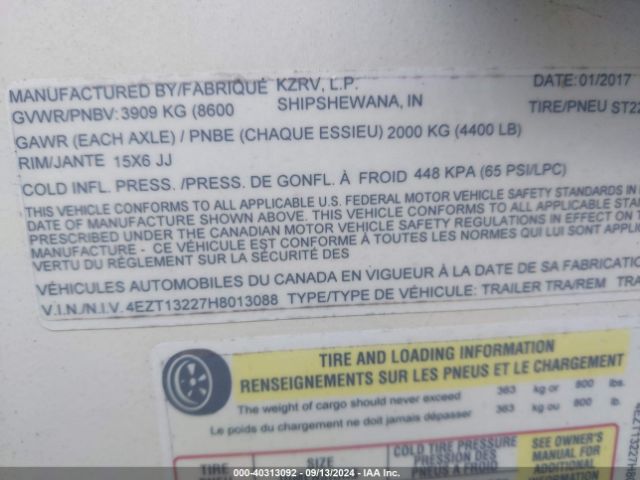 MANUFACTURED BY/FABRIQUÉ KZRV, L.P. DATE: 01/2017
GVWR/PNBV: 3909 KG (8600 SHIPSHEWANA, IN TIRE/PNEU ST22
GAWR (EACH AXLE) / PNBE (CHAQUE ESSIEU) 2000 KG (4400 LB)
RIM/JANTE 15X6 JJ
COLD INFL. PRESS. /PRESS. DE GONFL. À FROID 448 KPA (65 PSI/LPC)
THIS VEHICLE CONFORMS TO ALL APPLICABLE U.S. FEDERAL MOTOR VEHICLE SAFETY STANDARDS IN
DATE OF MANUFACTURE SHOWN ABOVE. THIS VEHICLE CONFORMS TO ALL APPLICABLE
PRESCRIBED UNDER THE CANADIAN MOTOR VEHICLE SAFETY REGULATIONS IN EFFECT ON
MANUFACTURE - CE VÉHICULE EST CONFORME À TOUTES LES NORMES QUI LUI SONT
VERTU DU RÈGLEMENT SUR LA SÉCURITÉ DES
VÉHICULES AUTOMOBILES DU CANADA EN VIGUEUR À LA DATE DE SA FABRICATIO
V.I.N./N.I.V. 4EZT13227H8013088 TYPE/TYPE DE VÉHICULE: TRAILER TRA/REM TRA
TIRE AND LOADING INFORMATION
RENSEIGNEMENTS SUR LES PNEUS ET LE CHARGEMENT
The weight of cargo should never exceed 363 kg or 800 lbs.
Le poids du chargement ne doit jamais dépasser 363 kg ou 800 lb.
TIRE SIZE COLD TIRE PRESSURE SEE OWNER'S
PRESSION DES MANUAL FOR
PNEUS A FROID ADDITIONAL
© COPART - 40313092 - 09/13/2024 - IAA, LLC.